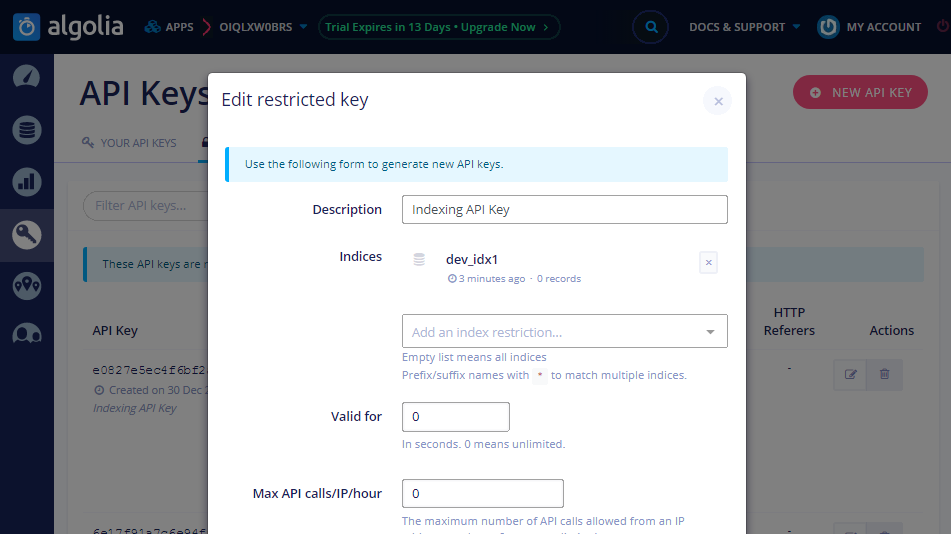 algolia
APPS
OIQLXW0BRS
Trial Expires in 13 Days • Upgrade Now
DOCS & SUPPORT
MY ACCOUNT
API Keys
NEW API KEY
YOUR API KEYS
Filter API keys...
These API keys are
API Key
HTTP
Referers
Actions
e0827e5ec4f6bf2
-
Created on 30 Dec 2
Indexing API Key
-
Edit restricted key
×
Use the following form to generate new API keys.
Description
Indexing API Key
Indices
dev_idx1
×
3 minutes ago · 0 records
Add an index restriction...
Empty list means all indices
Prefix/suffix names with * to match multiple indices.
Valid for
0
In seconds. 0 means unlimited.
Max API calls/IP/hour
0
The maximum number of API calls allowed from an IP